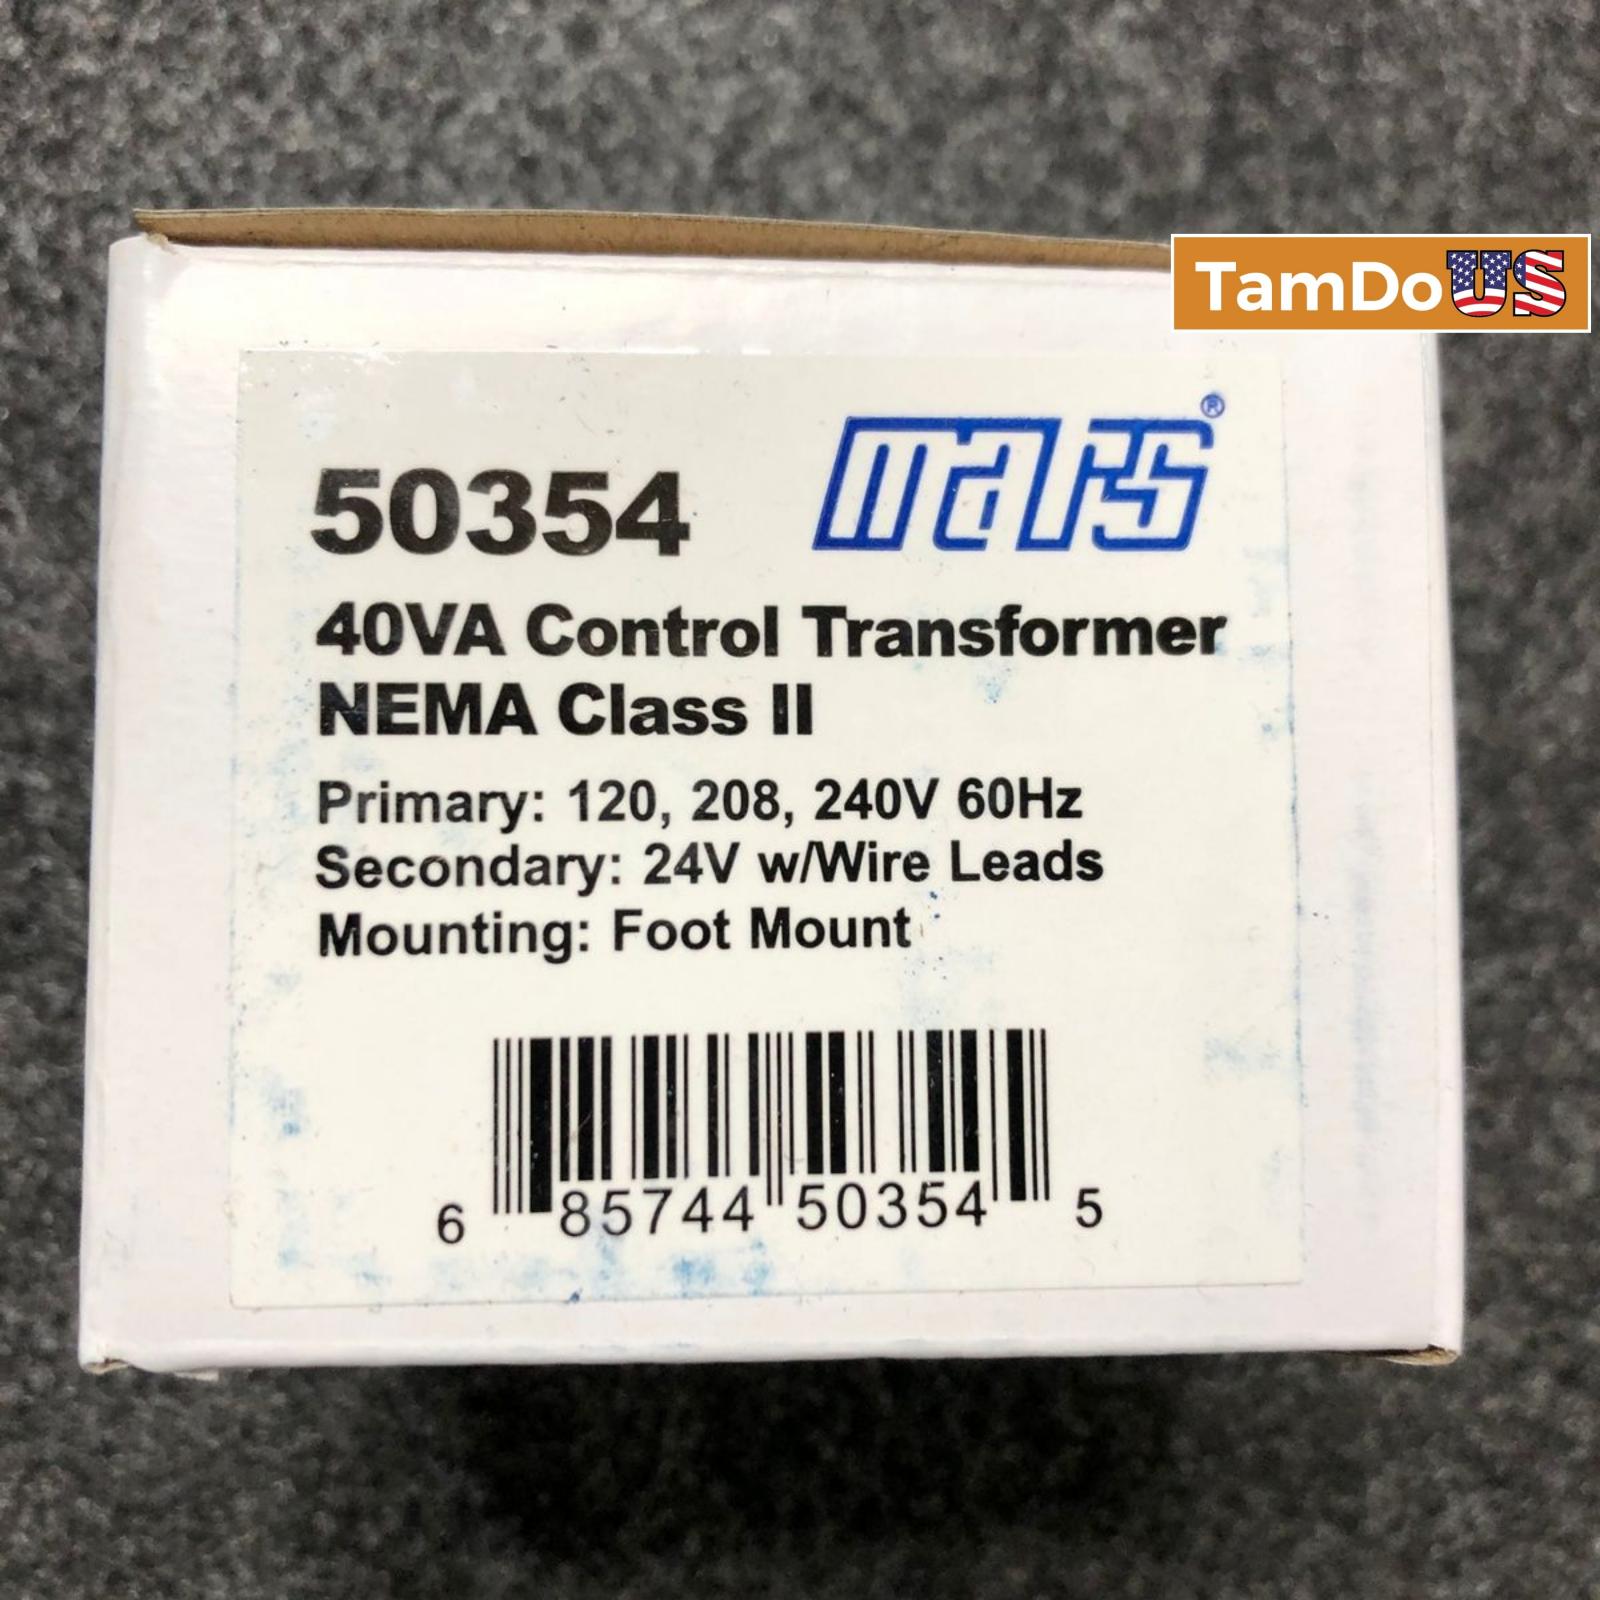 TamDoUS
mars®
50354
40VA Control Transformer
NEMA Class II
Primary: 120, 208, 240V 60Hz
Secondary: 24V w/Wire Leads
Mounting: Foot Mount
6 85744 50354 5